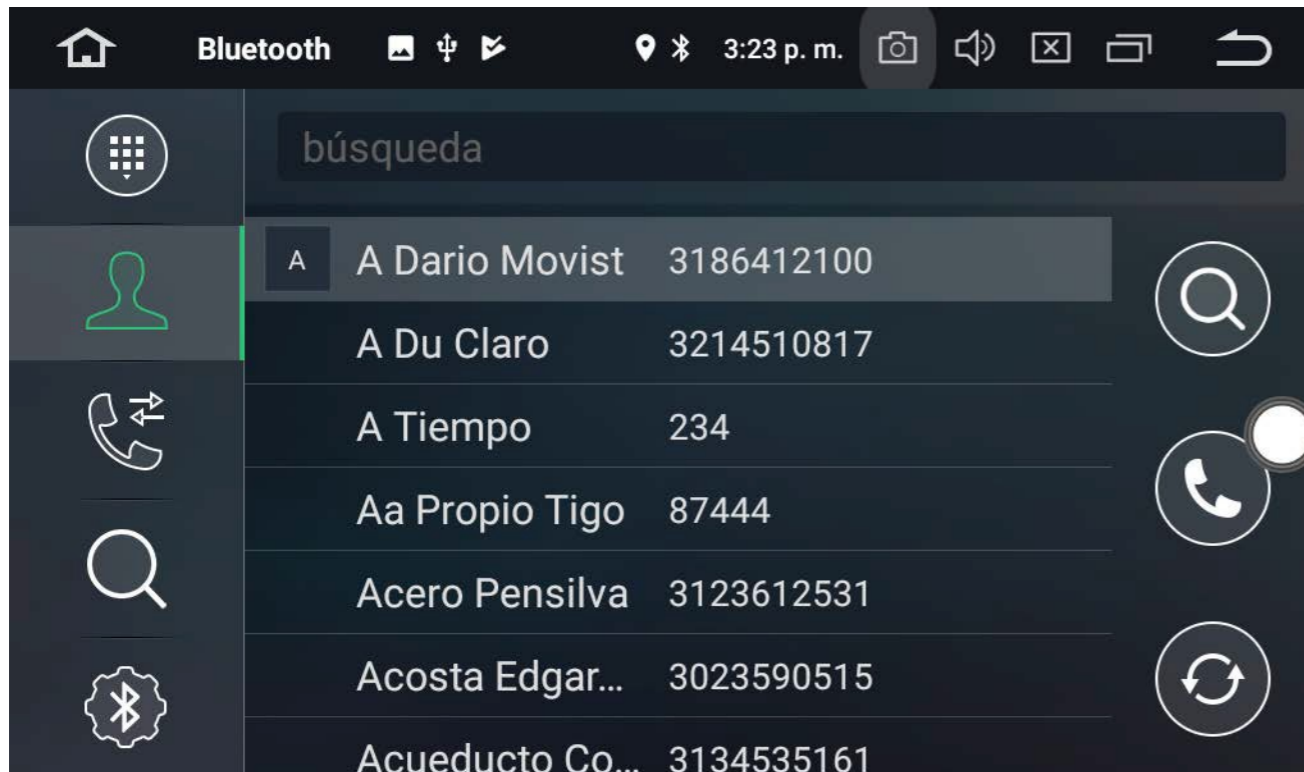 Bluetooth 3:23 p. m.
búsqueda
A A Dario Movist 3186412100
A Du Claro 3214510817
A Tiempo 234
Aa Propio Tigo 87444
Acero Pensilva 3123612531
Acosta Edgar... 3023590515
Acueducto Co... 3134535161